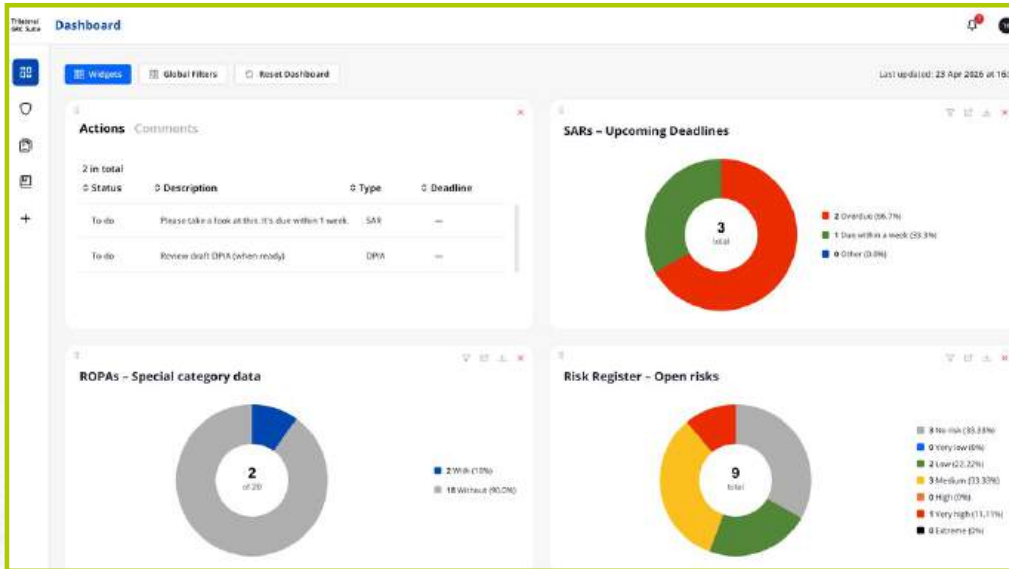 Trilateral
GRC Suite
Dashboard
Widgets
Global Filters
Reset Dashboard
Last updated: 23 Apr 2026 at 16:
Actions Comments
2 in total
Status Description Type Deadline
To do Please take a look at this. It's due within 1 week. SAR —
To do Review draft DPIA (when ready) DPIA —
SARs – Upcoming Deadlines
3
total
2 Overdue (66.7%)
1 Due within a week (33.3%)
0 Other (0.0%)
ROPAs – Special category data
2
of 20
2 With (10%)
18 Without (90.0%)
Risk Register – Open risks
9
total
3 No risk (33.33%)
0 Very low (0%)
2 Low (22.22%)
3 Medium (33.33%)
0 High (0%)
1 Very high (11.11%)
0 Extreme (0%)